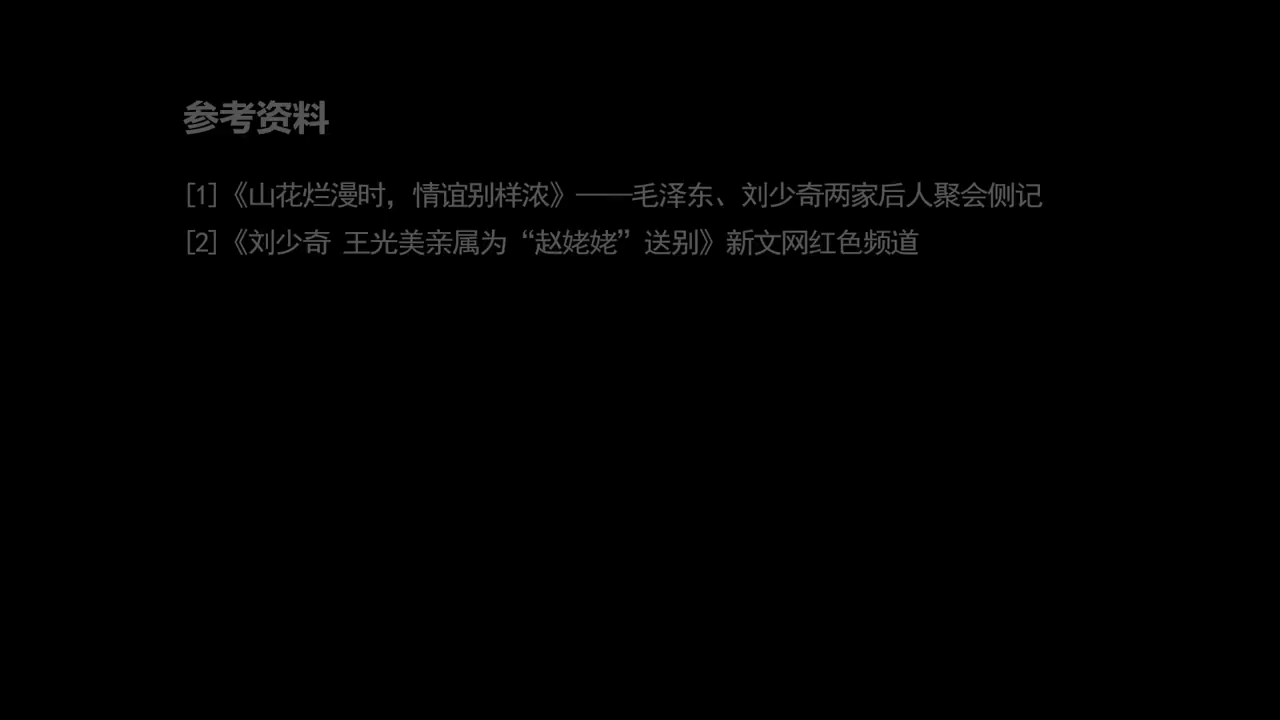 参考资料
[1]《山花烂漫时，情谊别样浓》——毛泽东、刘少奇两家后人聚会侧记
[2]《刘少奇 王光美亲属为“赵姥姥”送别》新文网红色频道